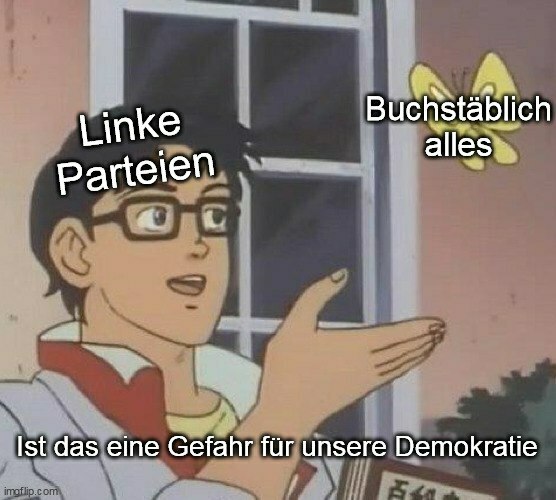 Linke
Parteien
Buchstäblich
alles
Ist das eine Gefahr für unsere Demokratie
imgflip.com